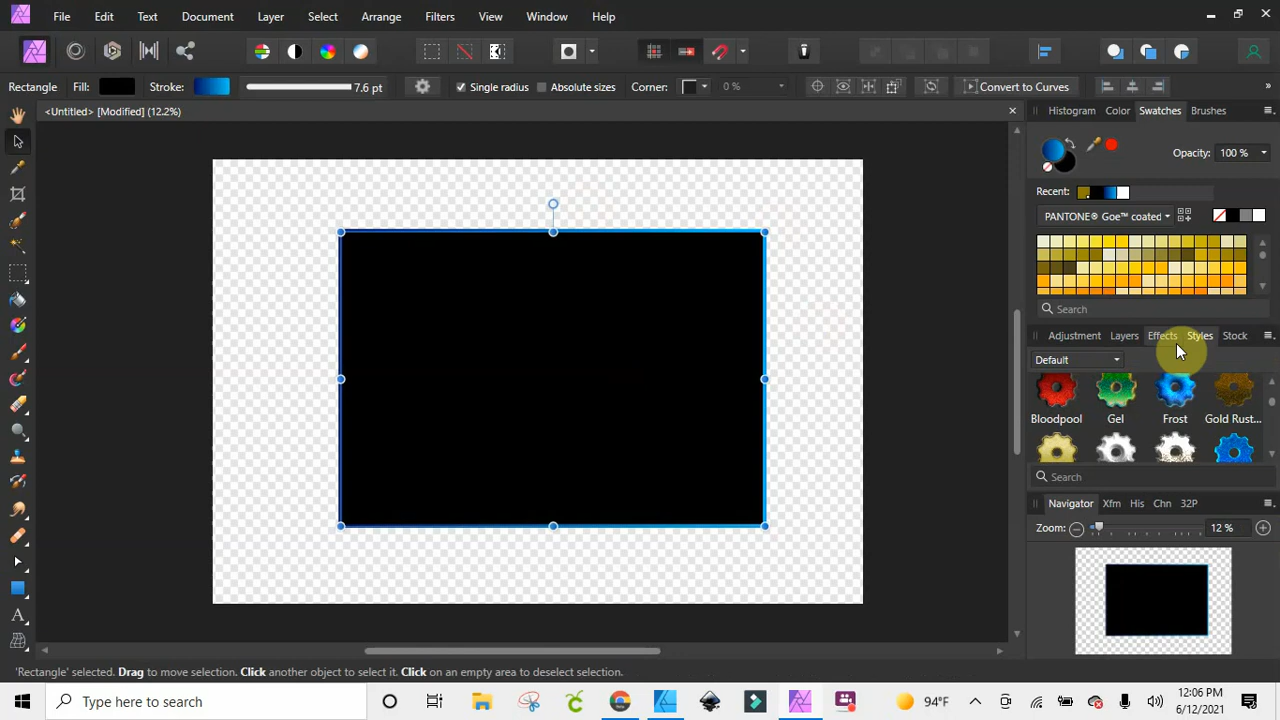 File Edit Text Document Layer Select Arrange Filters View Window Help
Rectangle Fill: Stroke: 7.6 pt Single radius Absolute sizes Corner: 0 % Convert to Curves
<Untitled> [Modified] (12.2%)
Histogram Color Swatches Brushes
Opacity: 100 %
Recent:
PANTONE® Goe™ coated
Search
Adjustment Layers Effects Styles Stock
Default
Bloodpool Gel Frost Gold Rust...
Search
Navigator Xfm His Chn 32P
Zoom: 12 %
'Rectangle' selected. Drag to move selection. Click another object to select it. Click on an empty area to deselect selection.
Type here to search
94°F
12:06 PM
6/12/2021